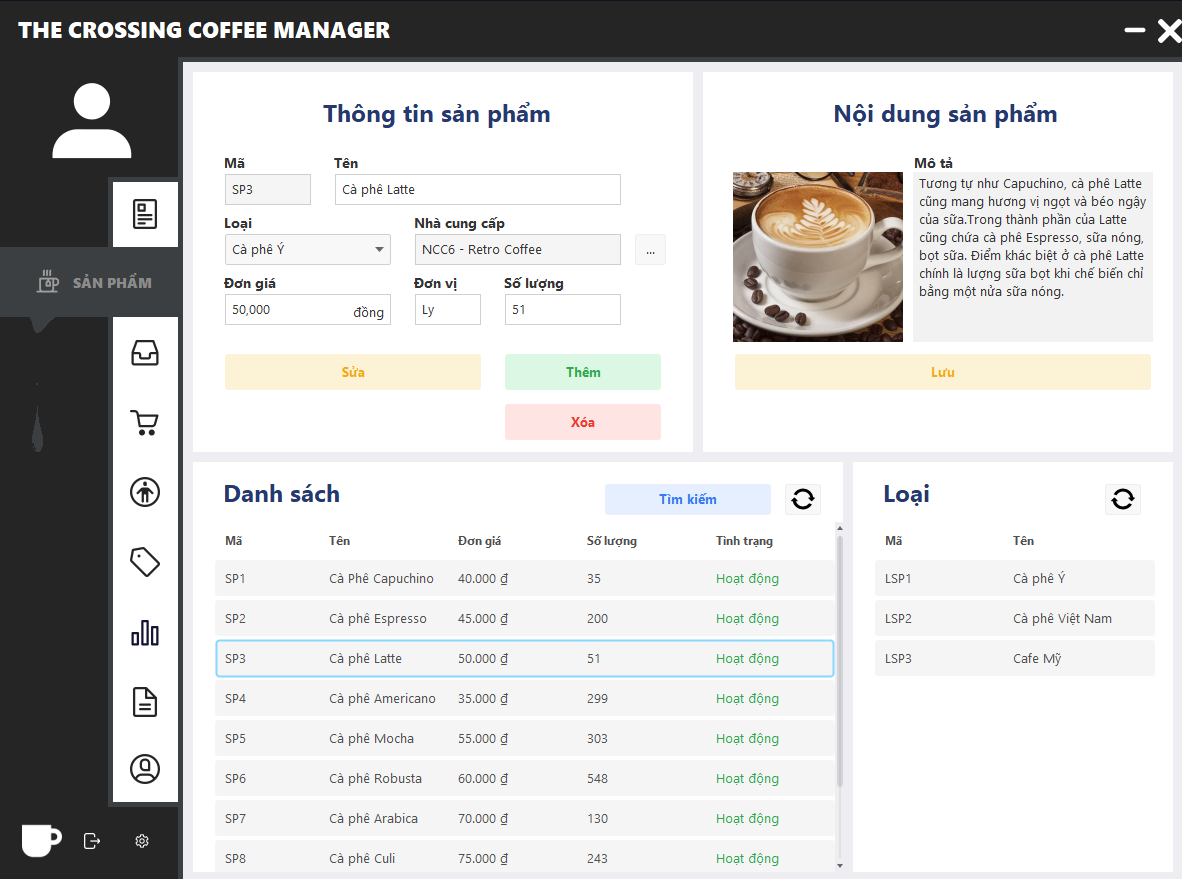 THE CROSSING COFFEE MANAGER
SẢN PHẨM
Thông tin sản phẩm
Mã
Tên
SP3
Cà phê Latte
Loại
Nhà cung cấp
Cà phê Ý
NCC6 - Retro Coffee
...
Đơn giá
Đơn vị
Số lượng
50,000
đồng
Ly
51
Sửa
Thêm
Xóa
Nội dung sản phẩm
Mô tả
Tương tự như Capuchino, cà phê Latte
cũng mang hương vị ngọt và béo ngậy
của sữa.Trong thành phần của Latte
cũng chứa cà phê Espresso, sữa nóng,
bọt sữa. Điểm khác biệt ở cà phê Latte
chính là lượng sữa bọt khi chế biến chỉ
bằng một nửa sữa nóng.
Lưu
Danh sách
Tìm kiếm
Mã Tên Đơn giá Số lượng Tình trạng
SP1 Cà Phê Capuchino 40.000 ₫ 35 Hoạt động
SP2 Cà phê Espresso 45.000 ₫ 200 Hoạt động
SP3 Cà phê Latte 50.000 ₫ 51 Hoạt động
SP4 Cà phê Americano 35.000 ₫ 299 Hoạt động
SP5 Cà phê Mocha 55.000 ₫ 303 Hoạt động
SP6 Cà phê Robusta 60.000 ₫ 548 Hoạt động
SP7 Cà phê Arabica 70.000 ₫ 130 Hoạt động
SP8 Cà phê Culi 75.000 ₫ 243 Hoạt động
Loại
Mã Tên
LSP1 Cà phê Ý
LSP2 Cà phê Việt Nam
LSP3 Cafe Mỹ